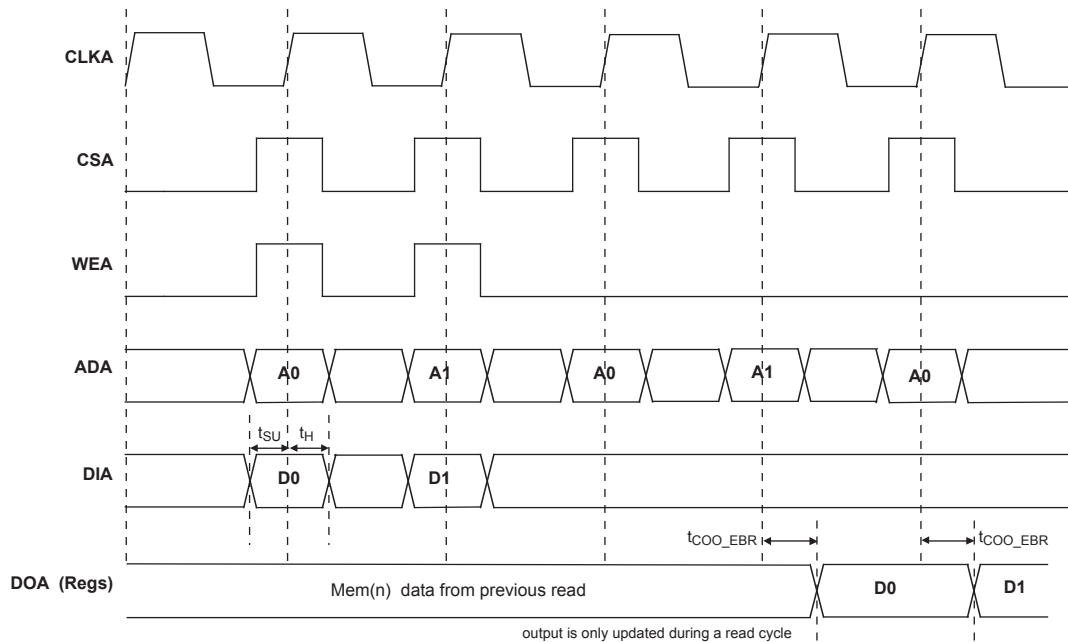 CLKA
CSA
WEA
ADA A0 A1 A0 A1 A0
tSU tH
DIA D0 D1
tCOO_EBR tCOO_EBR
DOA (Regs) Mem(n) data from previous read D0 D1
output is only updated during a read cycle